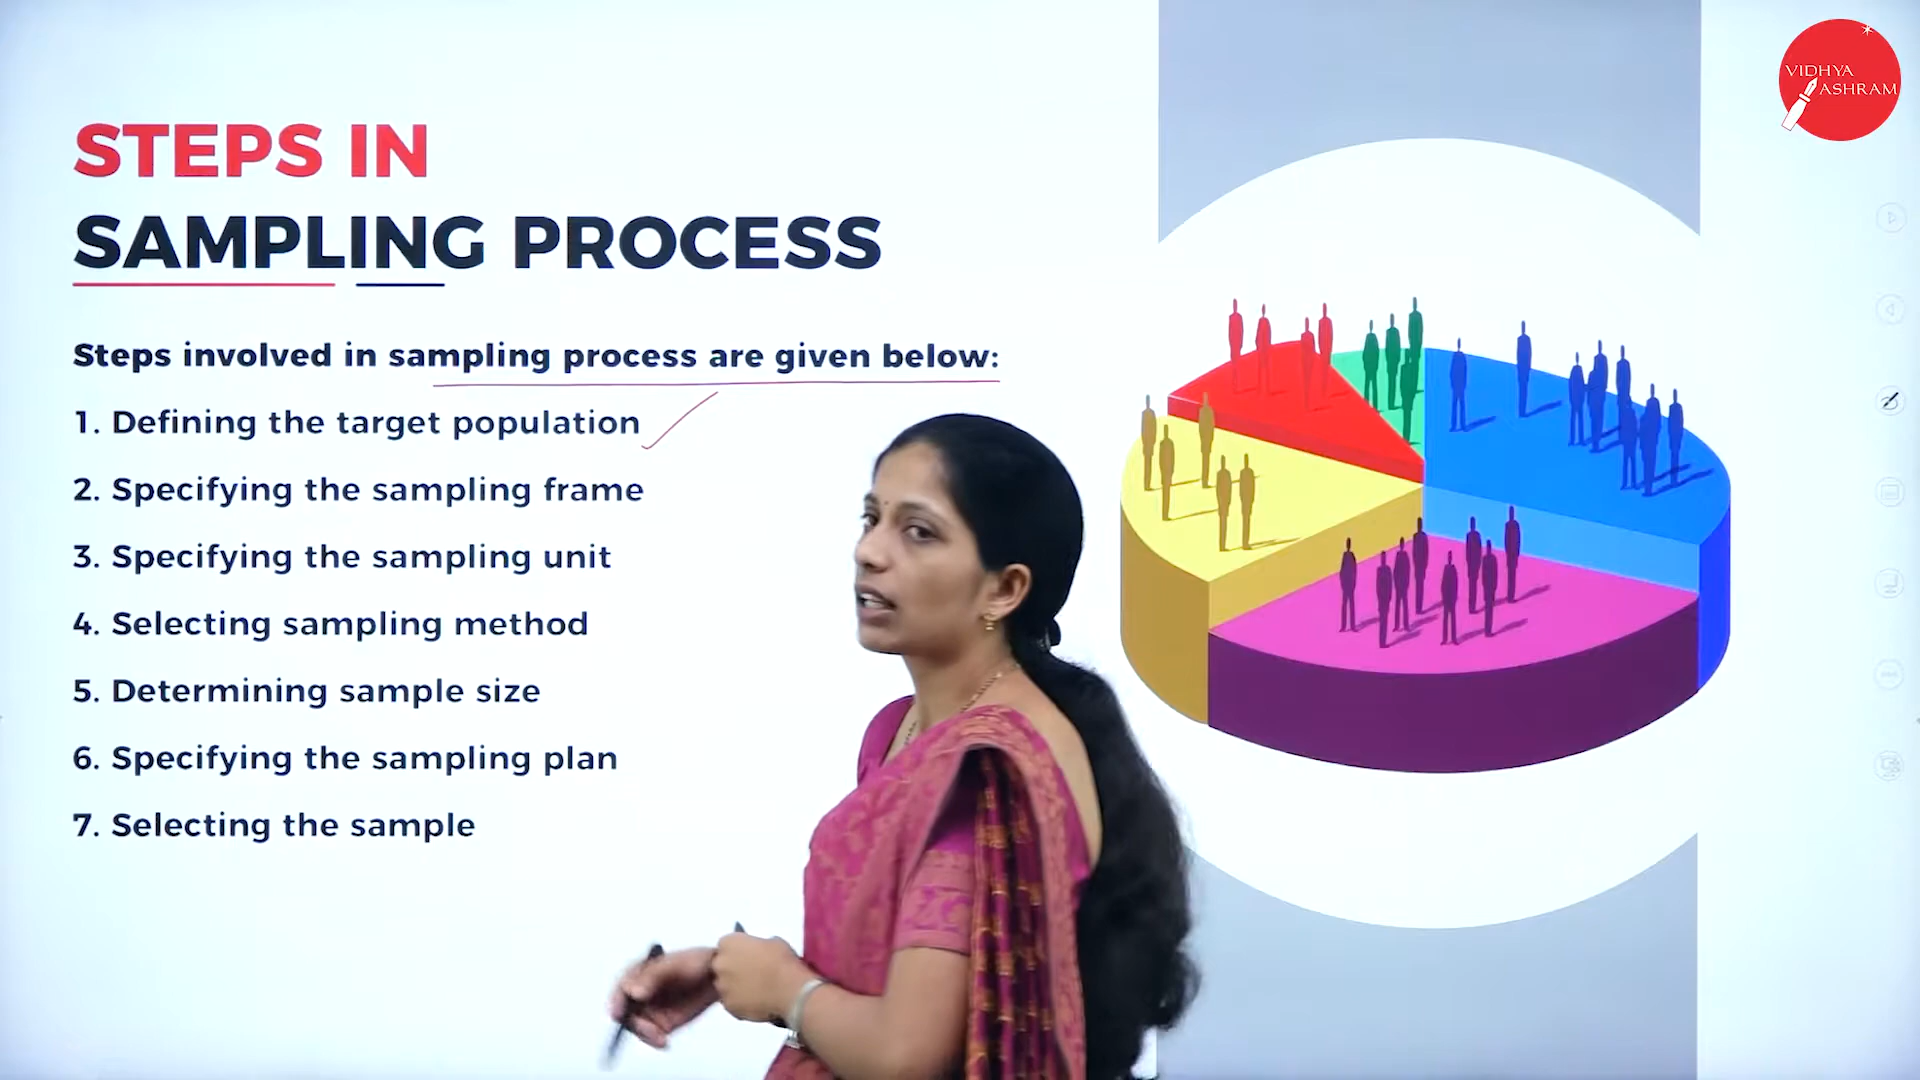 VIDHYA
ASHRAM
STEPS IN
SAMPLING PROCESS
Steps involved in sampling process are given below:
1. Defining the target population
2. Specifying the sampling frame
3. Specifying the sampling unit
4. Selecting sampling method
5. Determining sample size
6. Specifying the sampling plan
7. Selecting the sample